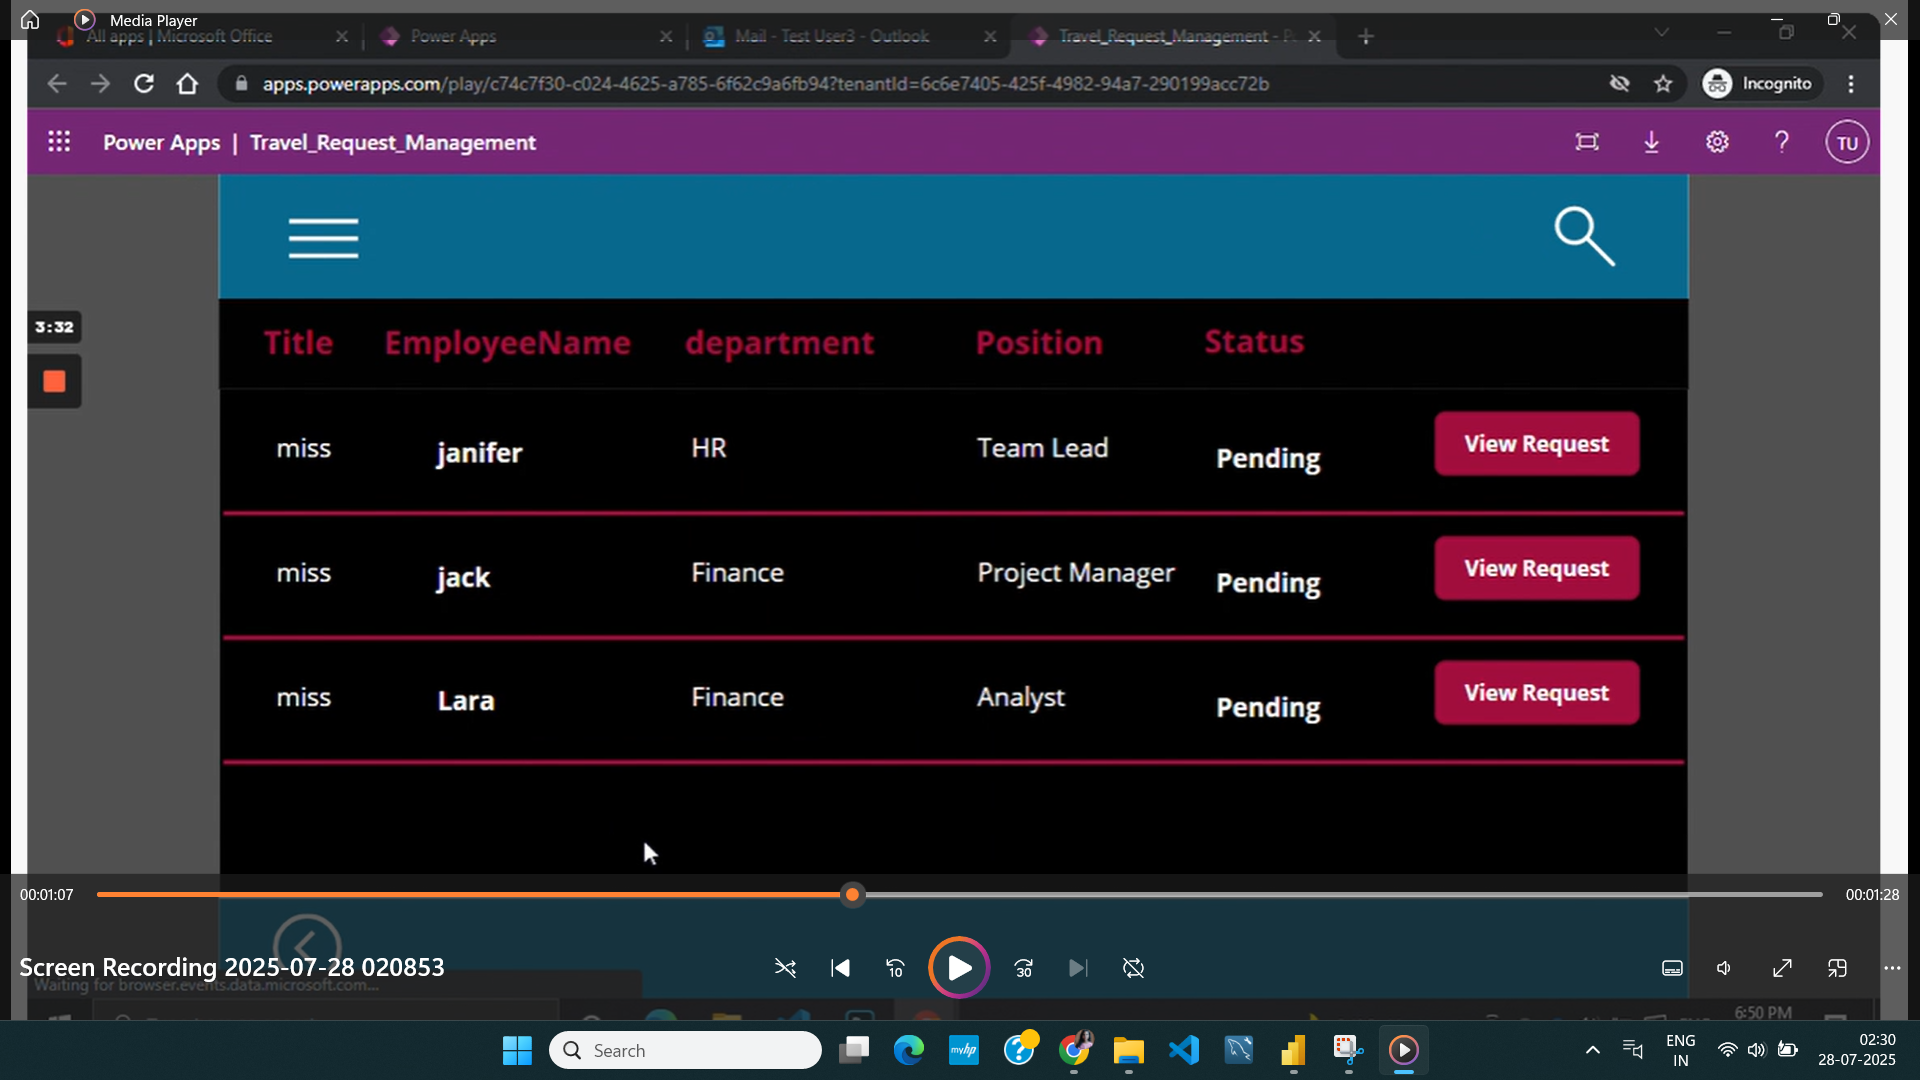 Media Player
All apps | Microsoft Office
Power Apps
Mail - Test User3 - Outlook
Travel_Request_Management - P
apps.powerapps.com/play/c74c7f30-c024-4625-a785-6f62c9a6fb94?tenantId=6c6e7405-425f-4982-94a7-290199acc72b
Incognito
Power Apps | Travel_Request_Management
TU
3:32
Title EmployeeName department Position Status
miss janifer HR Team Lead Pending View Request
miss jack Finance Project Manager Pending View Request
miss Lara Finance Analyst Pending View Request
00:01:07
00:01:28
Screen Recording 2025-07-28 020853
10
30
Waiting for browser.events.data.microsoft.com...
6:50 PM
Search
myhp
ENG
IN
02:30
28-07-2025